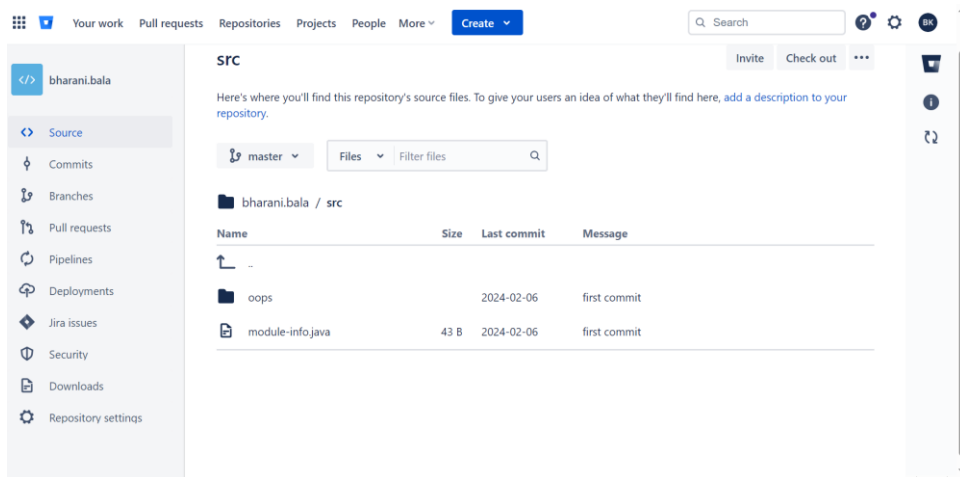 Your work Pull requests Repositories Projects People More Create Search BK
bharani.bala
Source
Commits
Branches
Pull requests
Pipelines
Deployments
Jira issues
Security
Downloads
Repository settings
src
Invite Check out
Here's where you'll find this repository's source files. To give your users an idea of what they'll find here, add a description to your
repository.
master Files Filter files
bharani.bala / src
Name Size Last commit Message
..
oops 2024-02-06 first commit
module-info.java 43 B 2024-02-06 first commit